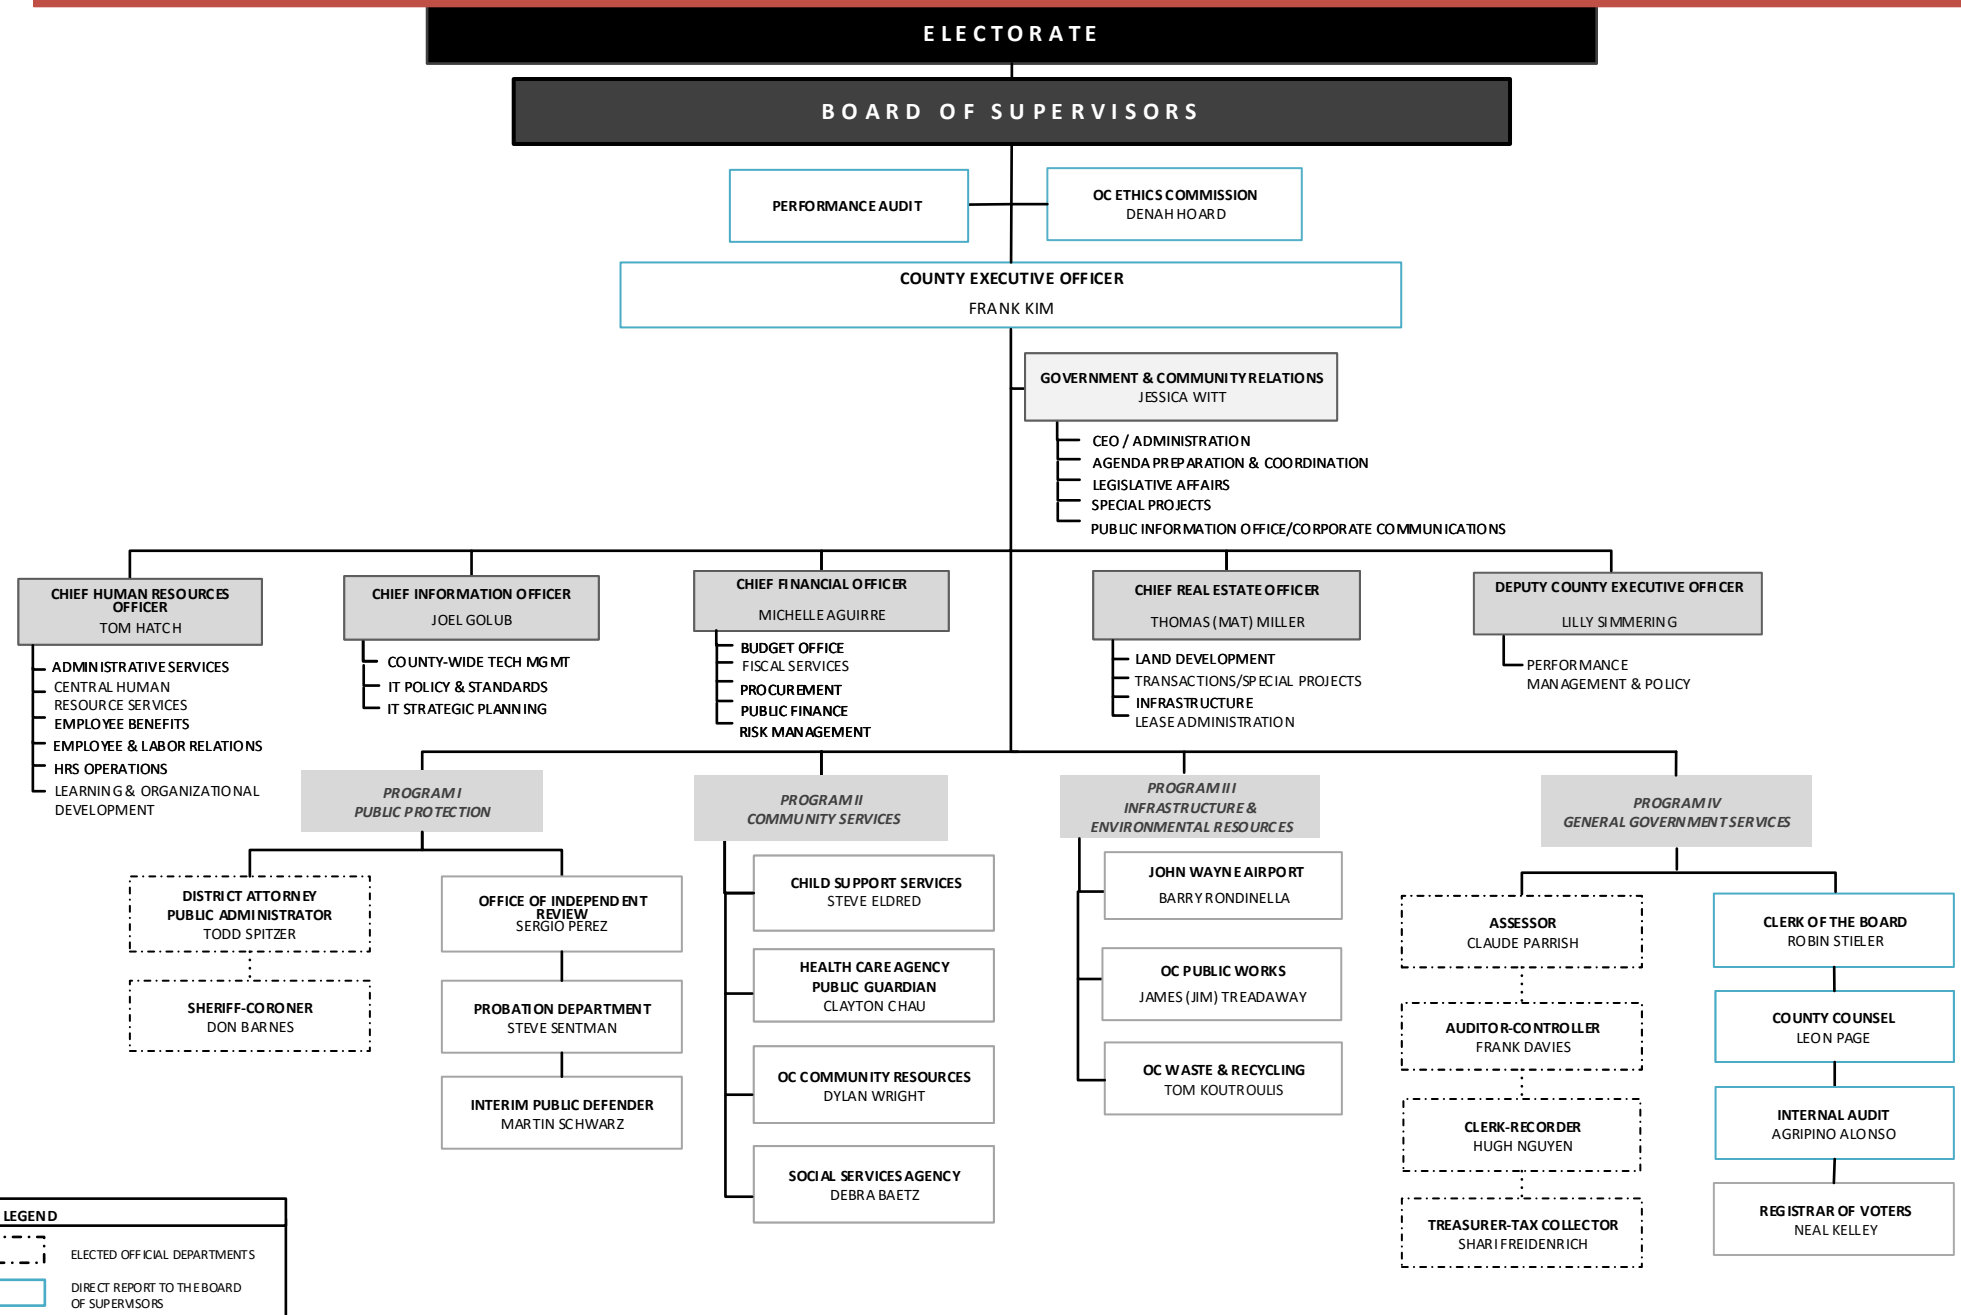 ELECTORATE
BOARD OF SUPERVISORS
PERFORMANCE AUDIT
OC ETHICS COMMISSION
DENAH HOARD
COUNTY EXECUTIVE OFFICER
FRANK KIM
GOVERNMENT & COMMUNITY RELATIONS
JESSICA WITT
CEO / ADMINISTRATION
AGENDA PREPARATION & COORDINATION
LEGISLATIVE AFFAIRS
SPECIAL PROJECTS
PUBLIC INFORMATION OFFICE/CORPORATE COMMUNICATIONS
CHIEF HUMAN RESOURCES
OFFICER
TOM HATCH
ADMINISTRATIVE SERVICES
CENTRAL HUMAN
RESOURCE SERVICES
EMPLOYEE BENEFITS
EMPLOYEE & LABOR RELATIONS
HRS OPERATIONS
LEARNING & ORGANIZATIONAL
DEVELOPMENT
CHIEF INFORMATION OFFICER
JOEL GOLUB
COUNTY-WIDE TECH MGMT
IT POLICY & STANDARDS
IT STRATEGIC PLANNING
CHIEF FINANCIAL OFFICER
MICHELLE AGUIRRE
BUDGET OFFICE
FISCAL SERVICES
PROCUREMENT
PUBLIC FINANCE
RISK MANAGEMENT
CHIEF REAL ESTATE OFFICER
THOMAS (MAT) MILLER
LAND DEVELOPMENT
TRANSACTIONS/SPECIAL PROJECTS
INFRASTRUCTURE
LEASE ADMINISTRATION
DEPUTY COUNTY EXECUTIVE OFFICER
LILLY SIMMERING
PERFORMANCE
MANAGEMENT & POLICY
PROGRAM I
PUBLIC PROTECTION
DISTRICT ATTORNEY
PUBLIC ADMINISTRATOR
TODD SPITZER
SHERIFF-CORONER
DON BARNES
OFFICE OF INDEPENDENT
REVIEW
SERGIO PEREZ
PROBATION DEPARTMENT
STEVE SENTMAN
INTERIM PUBLIC DEFENDER
MARTIN SCHWARZ
PROGRAM II
COMMUNITY SERVICES
CHILD SUPPORT SERVICES
STEVE ELDRED
HEALTH CARE AGENCY
PUBLIC GUARDIAN
CLAYTON CHAU
OC COMMUNITY RESOURCES
DYLAN WRIGHT
SOCIAL SERVICES AGENCY
DEBRA BAETZ
PROGRAM III
INFRASTRUCTURE &
ENVIRONMENTAL RESOURCES
JOHN WAYNE AIRPORT
BARRY RONDINELLA
OC PUBLIC WORKS
JAMES (JIM) TREADAWAY
OC WASTE & RECYCLING
TOM KOUTROULIS
PROGRAM IV
GENERAL GOVERNMENT SERVICES
ASSESSOR
CLAUDE PARRISH
AUDITOR-CONTROLLER
FRANK DAVIES
CLERK-RECORDER
HUGH NGUYEN
TREASURER-TAX COLLECTOR
SHARI FREIDENRICH
CLERK OF THE BOARD
ROBIN STIELER
COUNTY COUNSEL
LEON PAGE
INTERNAL AUDIT
AGRIPINO ALONSO
REGISTRAR OF VOTERS
NEAL KELLEY
LEGEND
ELECTED OFFICIAL DEPARTMENTS
DIRECT REPORT TO THE BOARD
OF SUPERVISORS